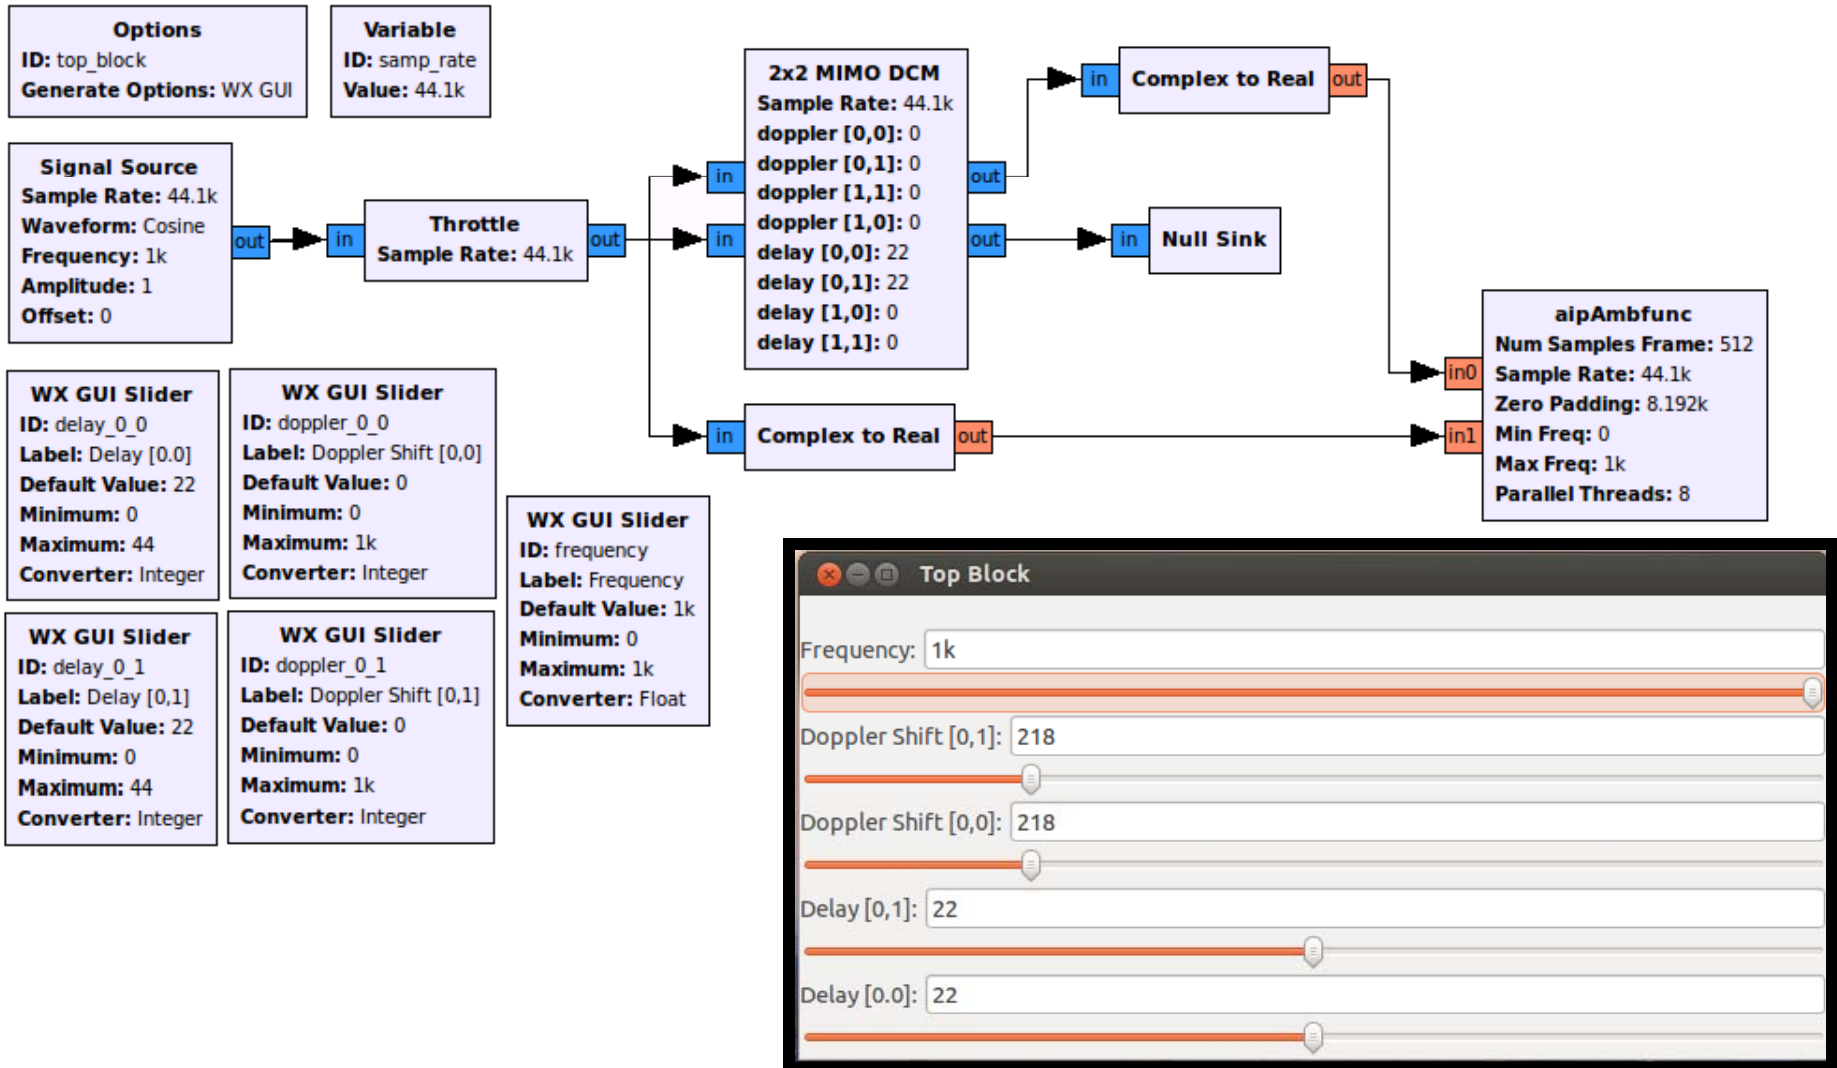 Options
ID: top_block
Generate Options: WX GUI
Variable
ID: samp_rate
Value: 44.1k
Signal Source
Sample Rate: 44.1k
Waveform: Cosine
Frequency: 1k
Amplitude: 1
Offset: 0
out
in
Throttle
Sample Rate: 44.1k
out
in
in
2x2 MIMO DCM
Sample Rate: 44.1k
doppler [0,0]: 0
doppler [0,1]: 0
doppler [1,1]: 0
doppler [1,0]: 0
delay [0,0]: 22
delay [0,1]: 22
delay [1,0]: 0
delay [1,1]: 0
out
out
in
Complex to Real
out
in
Null Sink
in
Complex to Real
out
in0
in1
aipAmbfunc
Num Samples Frame: 512
Sample Rate: 44.1k
Zero Padding: 8.192k
Min Freq: 0
Max Freq: 1k
Parallel Threads: 8
WX GUI Slider
ID: delay_0_0
Label: Delay [0.0]
Default Value: 22
Minimum: 0
Maximum: 44
Converter: Integer
WX GUI Slider
ID: doppler_0_0
Label: Doppler Shift [0,0]
Default Value: 0
Minimum: 0
Maximum: 1k
Converter: Integer
WX GUI Slider
ID: frequency
Label: Frequency
Default Value: 1k
Minimum: 0
Maximum: 1k
Converter: Float
WX GUI Slider
ID: delay_0_1
Label: Delay [0,1]
Default Value: 22
Minimum: 0
Maximum: 44
Converter: Integer
WX GUI Slider
ID: doppler_0_1
Label: Doppler Shift [0,1]
Default Value: 0
Minimum: 0
Maximum: 1k
Converter: Integer
Top Block
Frequency: 1k
Doppler Shift [0,1]: 218
Doppler Shift [0,0]: 218
Delay [0,1]: 22
Delay [0.0]: 22